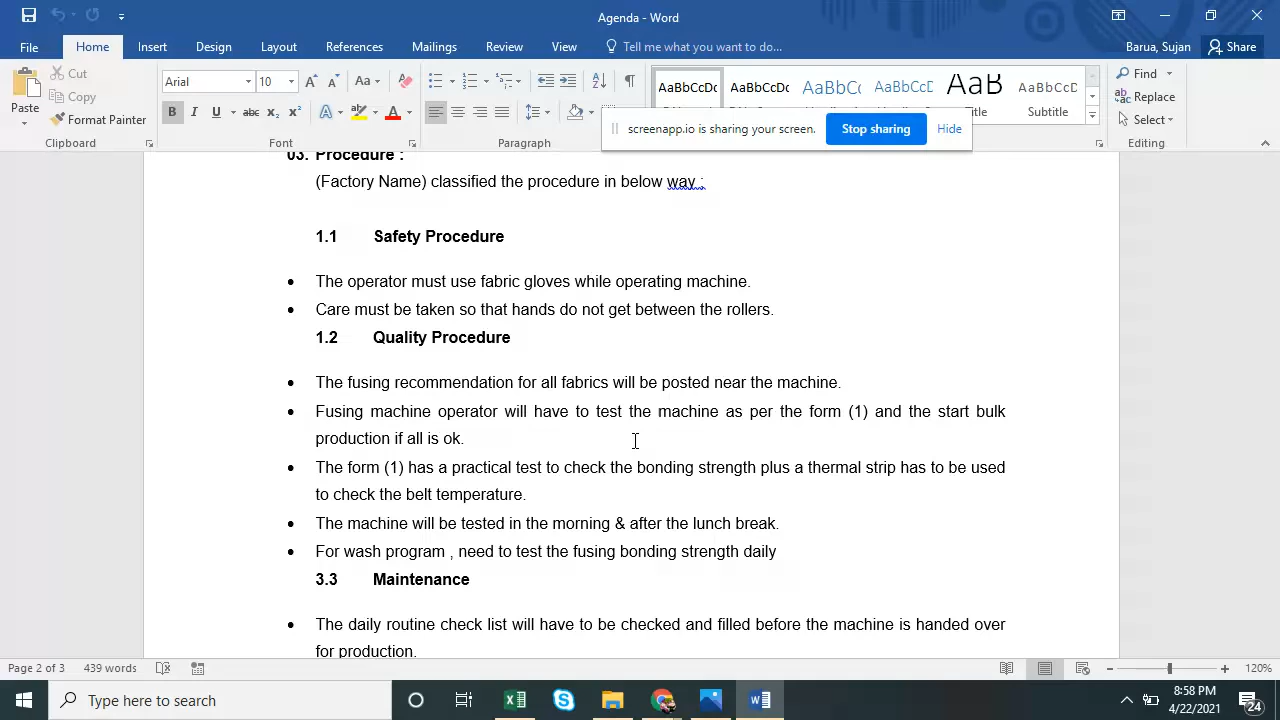 Agenda - Word
File Home Insert Design Layout References Mailings Review View Tell me what you want to do... Barua, Sujan Share
Paste
Cut
Copy
Format Painter
Clipboard
Arial 10
Font
Paragraph
AaBbCcDc AaBbCcDc AaBbCc AaBbCcC AaB AaBbCcD
Title Subtitle
Find
Replace
Select
Editing
screenapp.io is sharing your screen. Stop sharing Hide
03. Procedure :
(Factory Name) classified the procedure in below way ;
1.1 Safety Procedure
• The operator must use fabric gloves while operating machine.
• Care must be taken so that hands do not get between the rollers.
1.2 Quality Procedure
• The fusing recommendation for all fabrics will be posted near the machine.
• Fusing machine operator will have to test the machine as per the form (1) and the start bulk
production if all is ok.
• The form (1) has a practical test to check the bonding strength plus a thermal strip has to be used
to check the belt temperature.
• The machine will be tested in the morning & after the lunch break.
• For wash program , need to test the fusing bonding strength daily
3.3 Maintenance
• The daily routine check list will have to be checked and filled before the machine is handed over
for production.
Page 2 of 3 439 words 120%
Type here to search
8:58 PM
4/22/2021
24